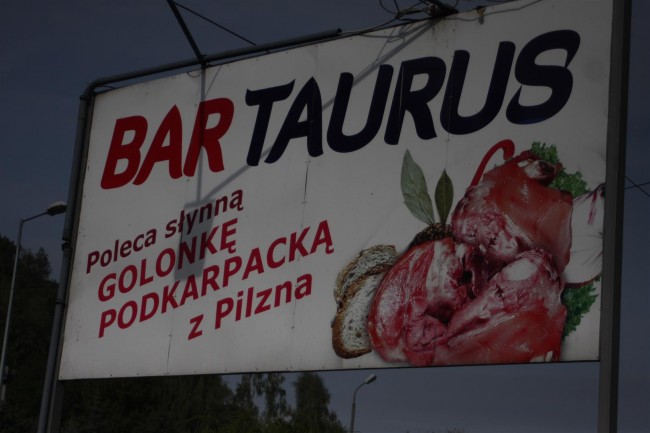 BAR TAURUS
Poleca słynną
GOLONKĘ
PODKARPACKĄ
z Pilzna